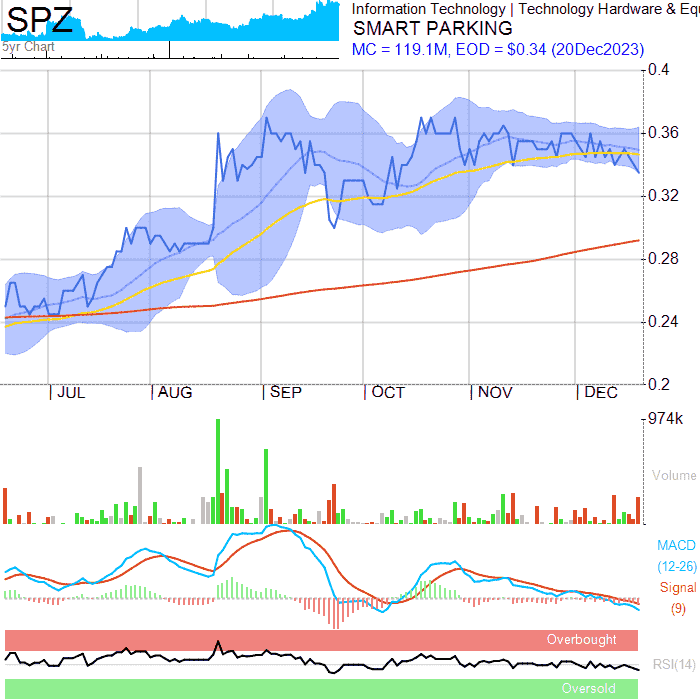 SPZ
5yr Chart
Information Technology | Technology Hardware & Equ
SMART PARKING
MC = 119.1M, EOD = $0.34 (20Dec2023)
0.4
0.36
0.32
0.28
0.24
0.2
JUL AUG SEP OCT NOV DEC
974k
Volume
MACD
(12-26)
Signal
(9)
Overbought
RSI(14)
Oversold